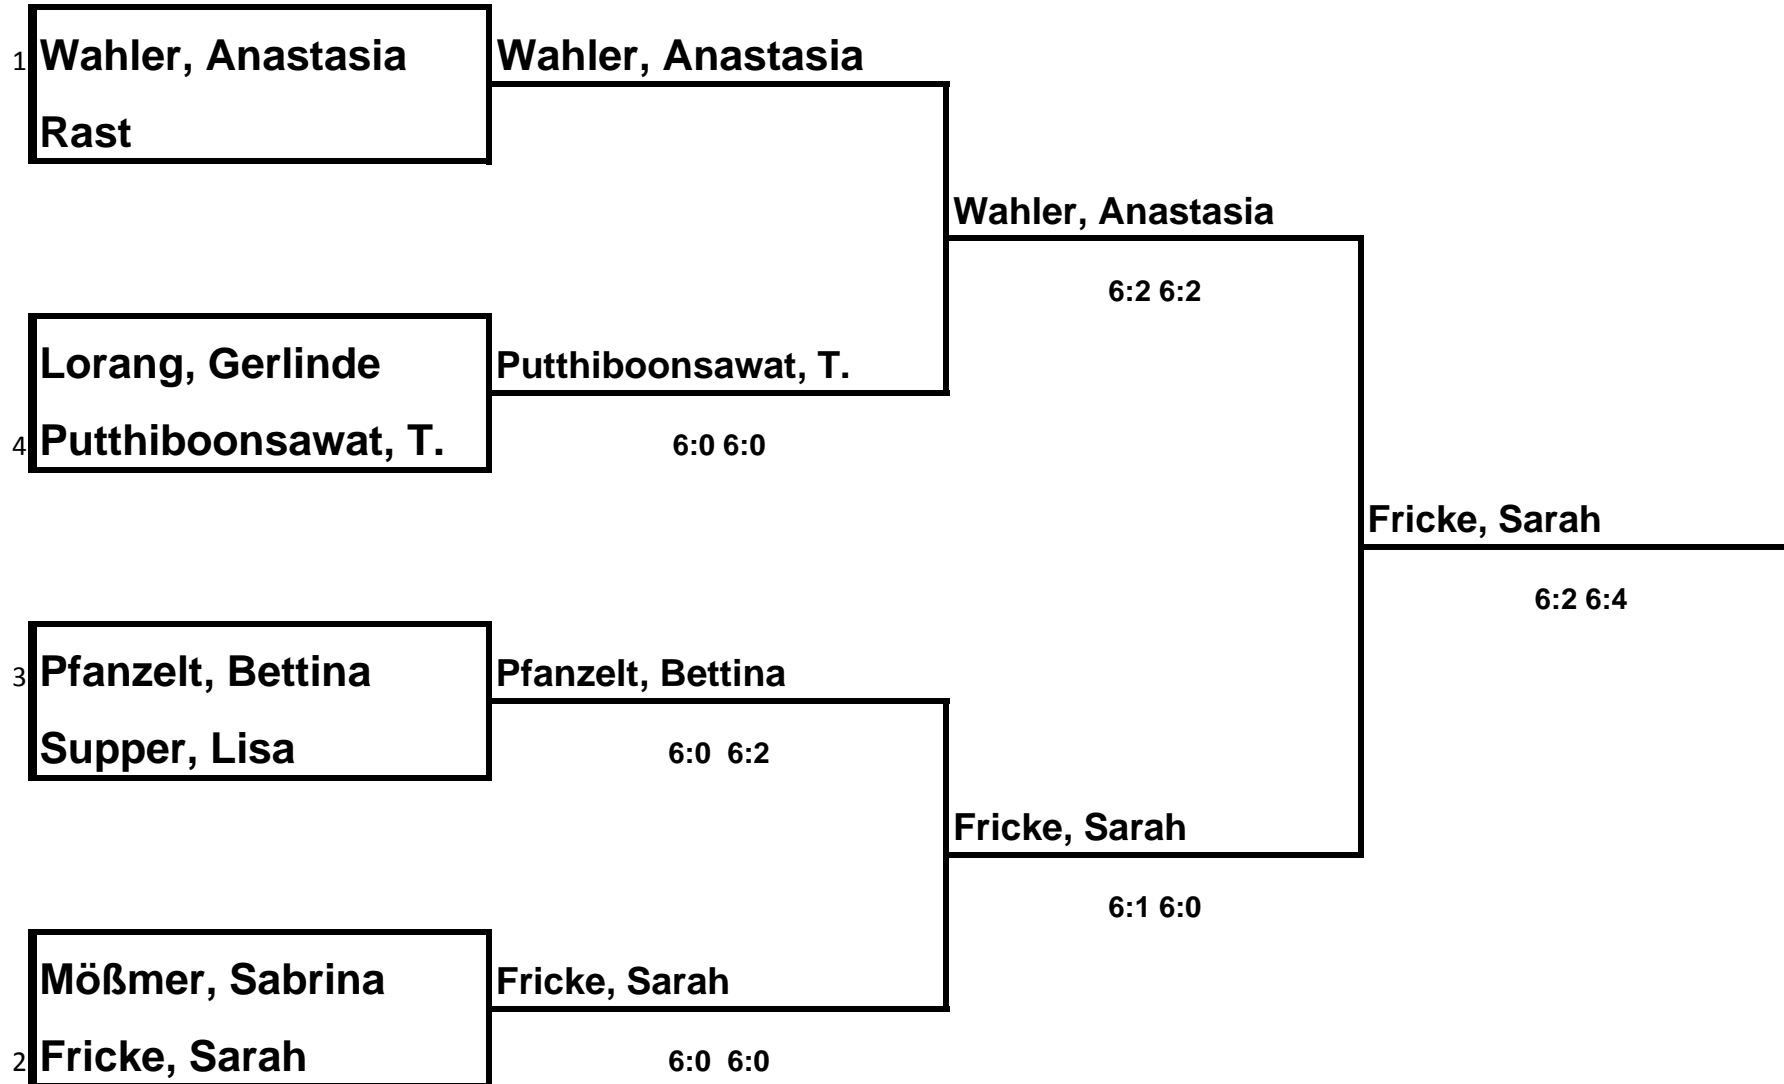 1 Wahler, Anastasia Wahler, Anastasia
Rast
Wahler, Anastasia
6:2 6:2
Lorang, Gerlinde Putthiboonsawat, T.
4 Putthiboonsawat, T. 6:0 6:0
Fricke, Sarah
6:2 6:4
3 Pfanzelt, Bettina Pfanzelt, Bettina
Supper, Lisa 6:0 6:2
Fricke, Sarah
6:1 6:0
Mößmer, Sabrina Fricke, Sarah
2 Fricke, Sarah 6:0 6:0